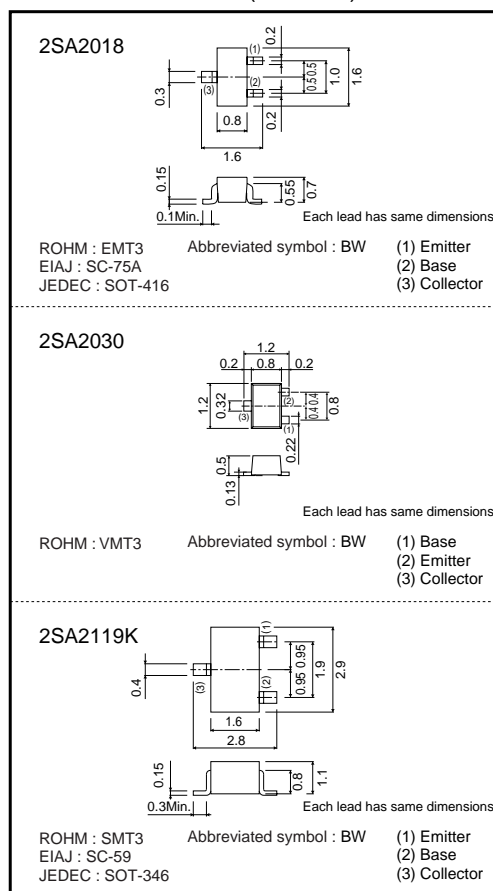 2SA2018
0.2
(1)
(3)
(2)
0.3
0.5 0.5
1.0
1.6
0.8
0.2
1.6
0.15
0.55
0.7
0.1Min.
Each lead has same dimensions
ROHM : EMT3 Abbreviated symbol : BW (1) Emitter
EIAJ : SC-75A (2) Base
JEDEC : SOT-416 (3) Collector
2SA2030
1.2
0.2 0.8 0.2
1.2
0.32
(3)
(2)
(1)
0.4 0.4
0.8
0.22
0.5
0.13
Each lead has same dimensions
ROHM : VMT3 Abbreviated symbol : BW (1) Base
(2) Emitter
(3) Collector
2SA2119K
(1)
0.4
(3)
(2)
0.95 0.95
1.9
2.9
1.6
2.8
0.15
0.8
1.1
0.3Min.
Each lead has same dimensions
ROHM : SMT3 Abbreviated symbol : BW (1) Emitter
EIAJ : SC-59 (2) Base
JEDEC : SOT-346 (3) Collector